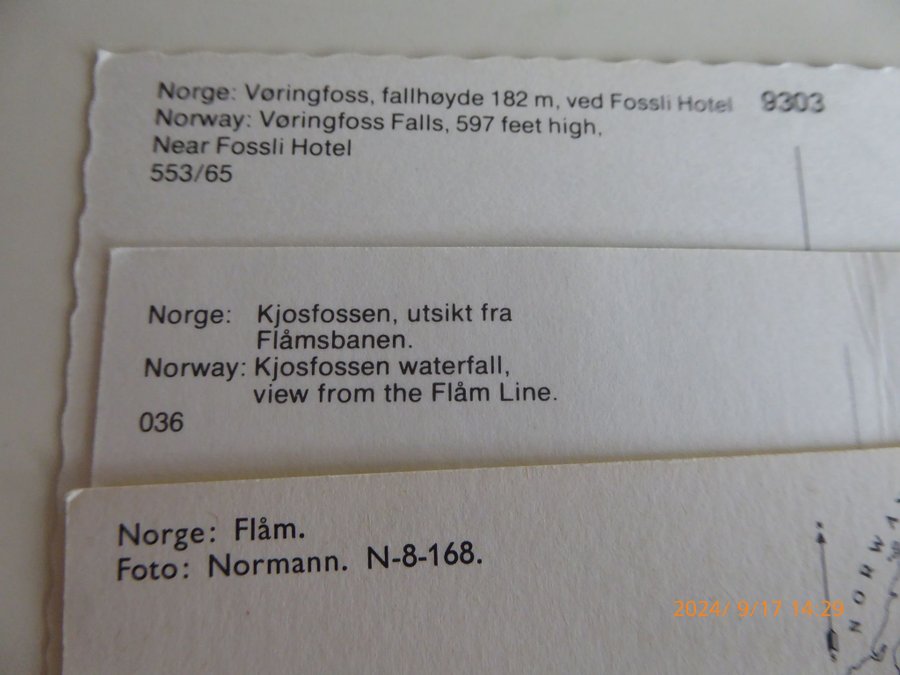 Norge: Vøringfoss, fallhøyde 182 m, ved Fossli Hotel 9303
Norway: Vøringfoss Falls, 597 feet high,
Near Fossli Hotel
553/65
Norge: Kjosfossen, utsikt fra
Flåmsbanen.
Norway: Kjosfossen waterfall,
view from the Flåm Line.
036
Norge: Flåm.
Foto: Normann. N-8-168.
NORWA
2024/ 9/17 14:29